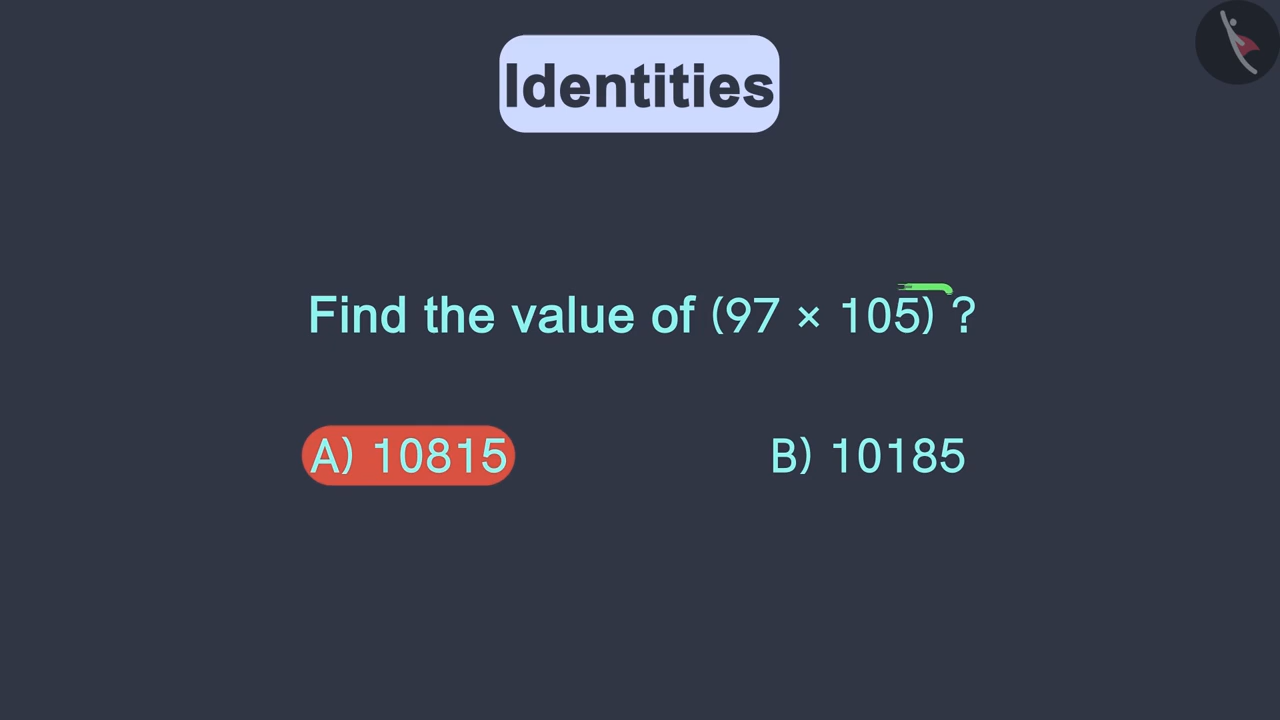 Identities
Find the value of (97 × 105) ?
A) 10815
B) 10185